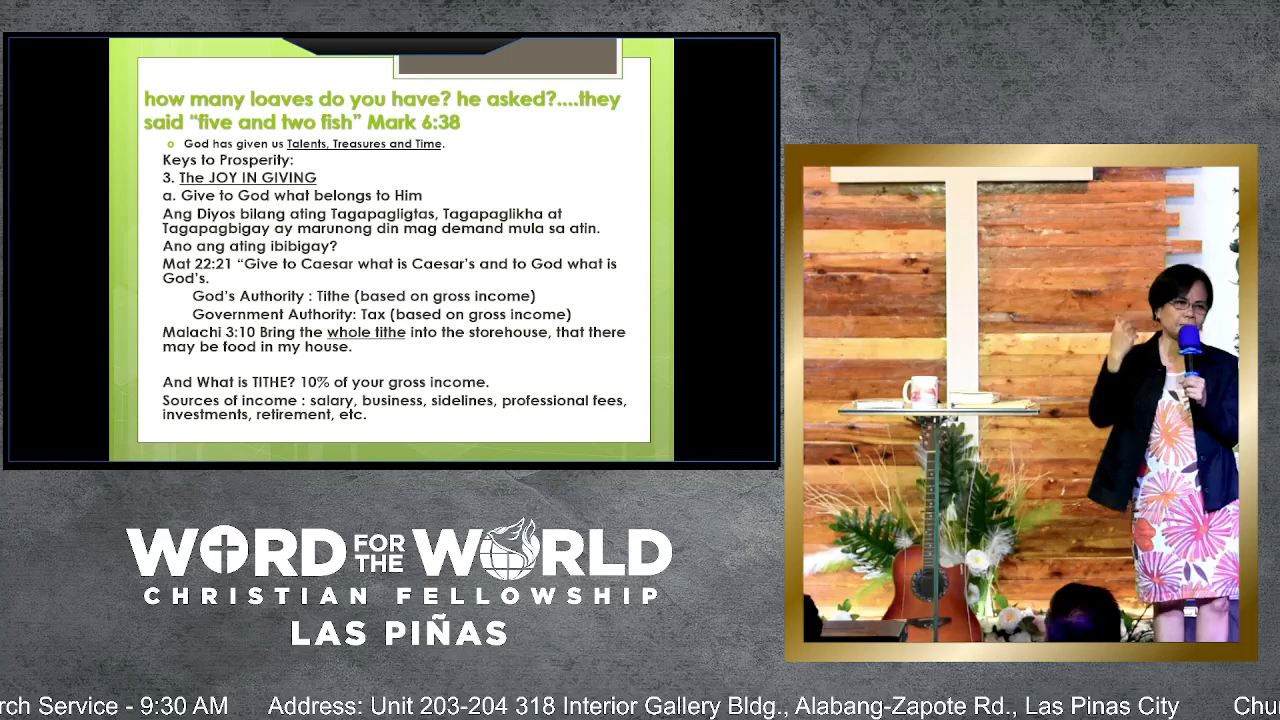 how many loaves do you have? he asked?....they
said “five and two fish” Mark 6:38
God has given us Talents, Treasures and Time.
Keys to Prosperity:
3. The JOY IN GIVING
a. Give to God what belongs to Him
Ang Diyos bilang ating Tagapagligtas, Tagapaglikha at
Tagapagbigay ay marunong din mag demand mula sa atin.
Ano ang ating ibibigay?
Mat 22:21 “Give to Caesar what is Caesar’s and to God what is
God’s.
God’s Authority : Tithe (based on gross income)
Government Authority: Tax (based on gross income)
Malachi 3:10 Bring the whole tithe into the storehouse, that there
may be food in my house.
And What is TITHE? 10% of your gross income.
Sources of income : salary, business, sidelines, professional fees,
investments, retirement, etc.
WORD FOR THE WORLD
CHRISTIAN FELLOWSHIP
LAS PIÑAS
rch Service - 9:30 AM Address: Unit 203-204 318 Interior Gallery Bldg., Alabang-Zapote Rd., Las Pinas City Chu